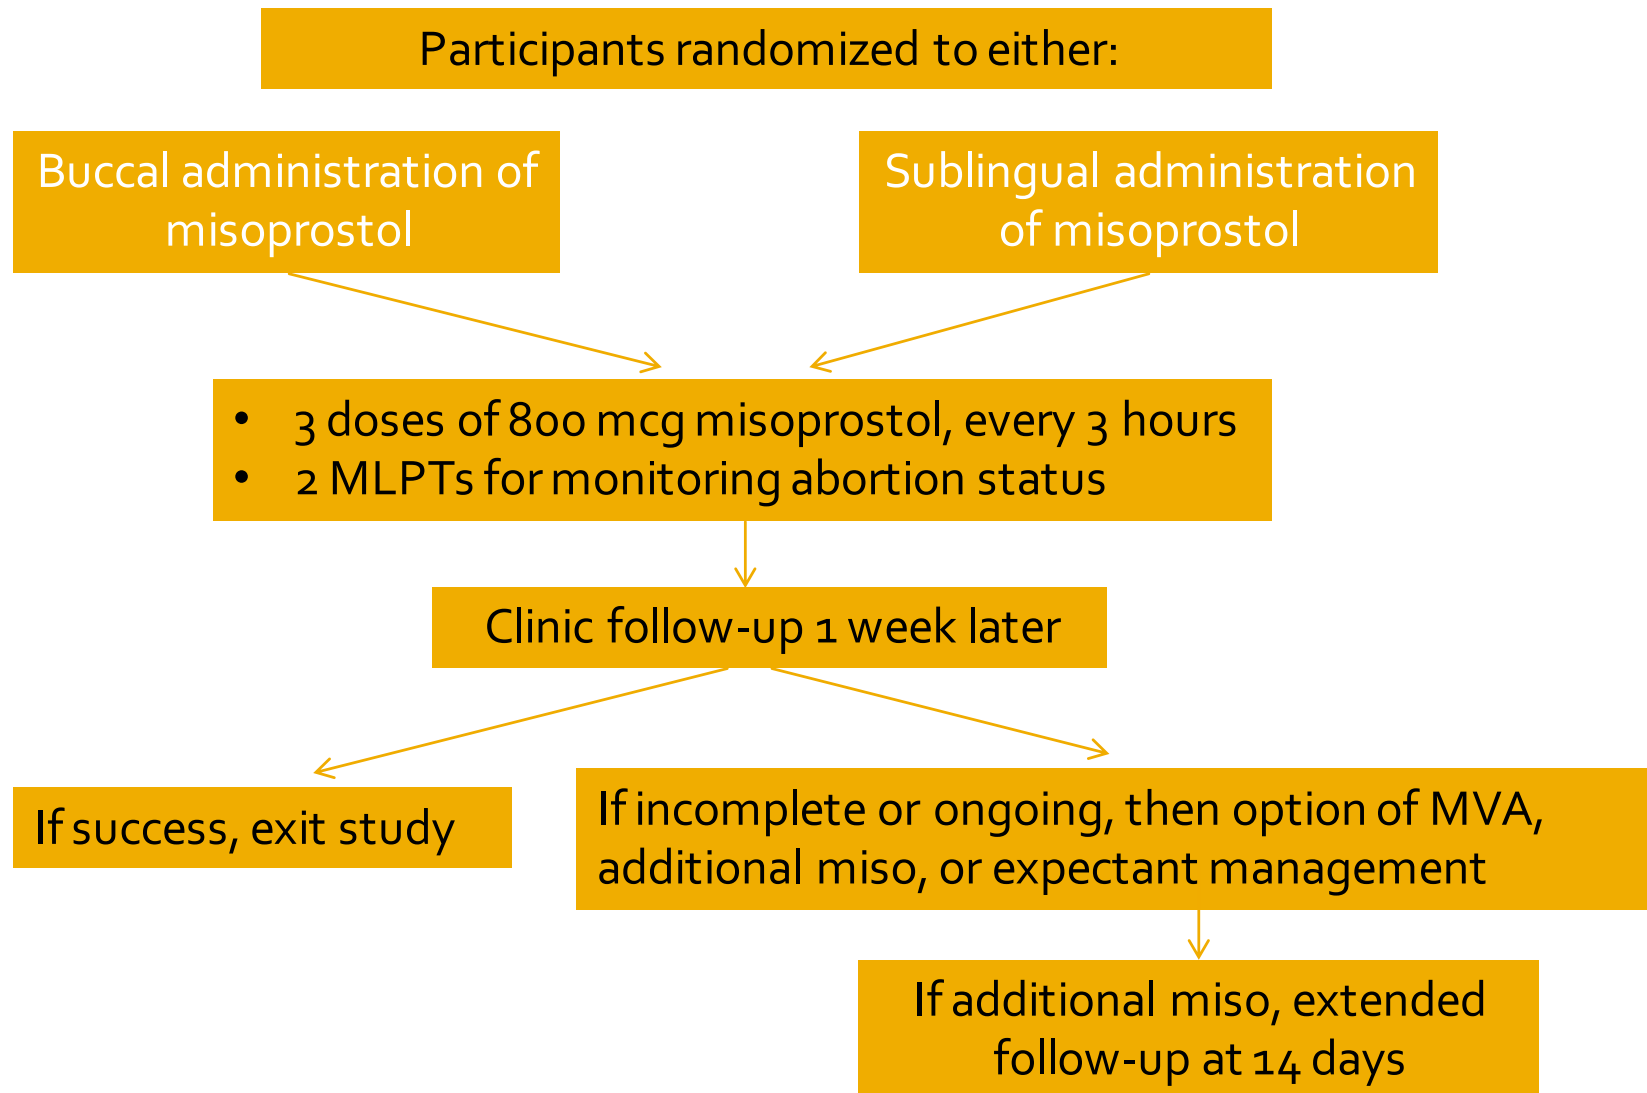 Participants randomized to either:
Buccal administration of
misoprostol
Sublingual administration
of misoprostol
• 3 doses of 800 mcg misoprostol, every 3 hours
• 2 MLPTs for monitoring abortion status
Clinic follow-up 1 week later
If success, exit study
If incomplete or ongoing, then option of MVA,
additional miso, or expectant management
If additional miso, extended
follow-up at 14 days